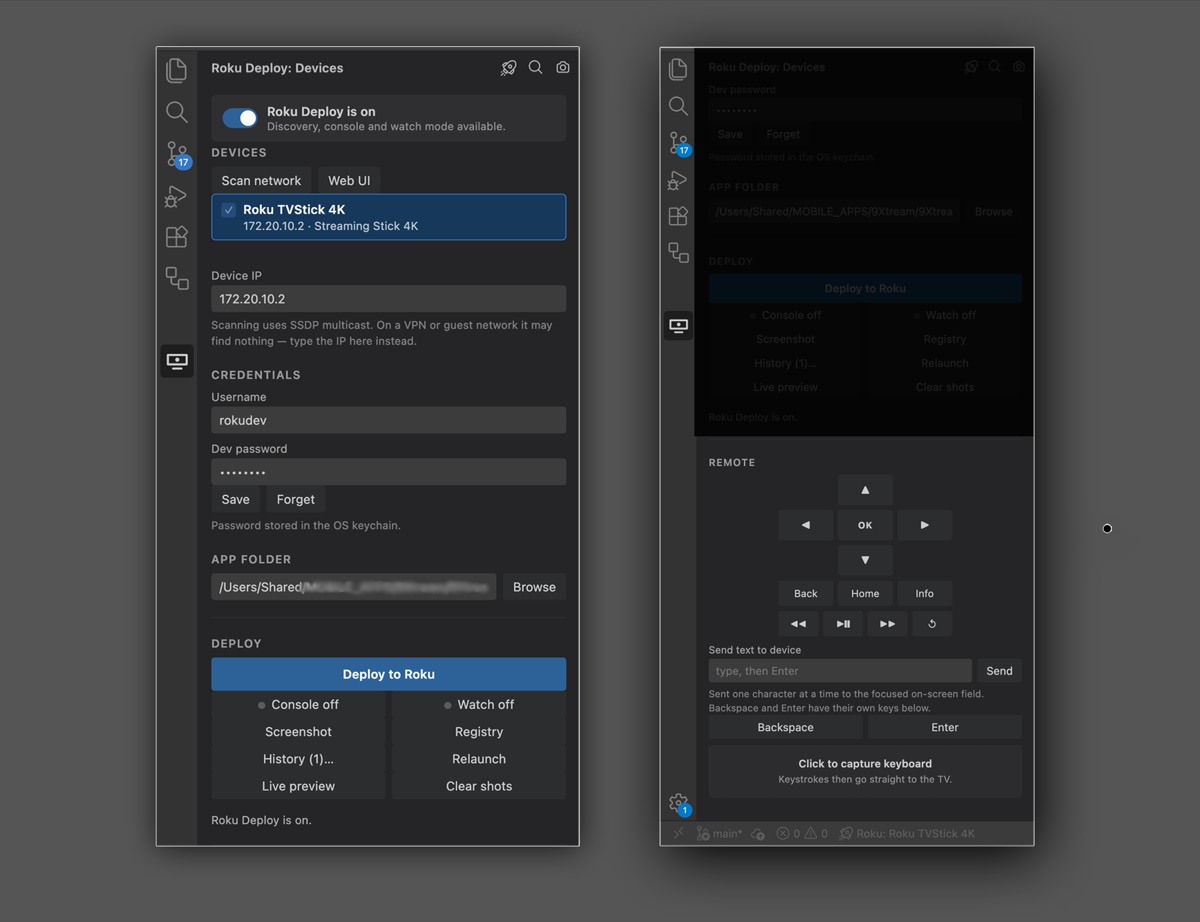 Roku Deploy: Devices
Roku Deploy is on
Discovery, console and watch mode available.
DEVICES
17
Scan network
Web UI
Roku TVStick 4K
172.20.10.2 · Streaming Stick 4K
Device IP
172.20.10.2
Scanning uses SSDP multicast. On a VPN or guest network it may
find nothing — type the IP here instead.
CREDENTIALS
Username
rokudev
Dev password
••••••••
Save
Forget
Password stored in the OS keychain.
APP FOLDER
/Users/Shared/
Browse
DEPLOY
Deploy to Roku
Console off
Watch off
Screenshot
Registry
History (1)...
Relaunch
Live preview
Clear shots
Roku Deploy is on.
Roku Deploy: Devices
Dev password
••••••••
Save
Forget
17
Password stored in the OS keychain.
APP FOLDER
/Users/Shared/MOBILE_APPS/9Xtream/9Xtrea
Browse
DEPLOY
Deploy to Roku
Console off
Watch off
Screenshot
Registry
History (1)...
Relaunch
Live preview
Clear shots
Roku Deploy is on.
REMOTE
OK
Back
Home
Info
Send text to device
type, then Enter
Send
Sent one character at a time to the focused on-screen field.
Backspace and Enter have their own keys below.
Backspace
Enter
Click to capture keyboard
Keystrokes then go straight to the TV.
1
main*
0
0
Roku: Roku TVStick 4K